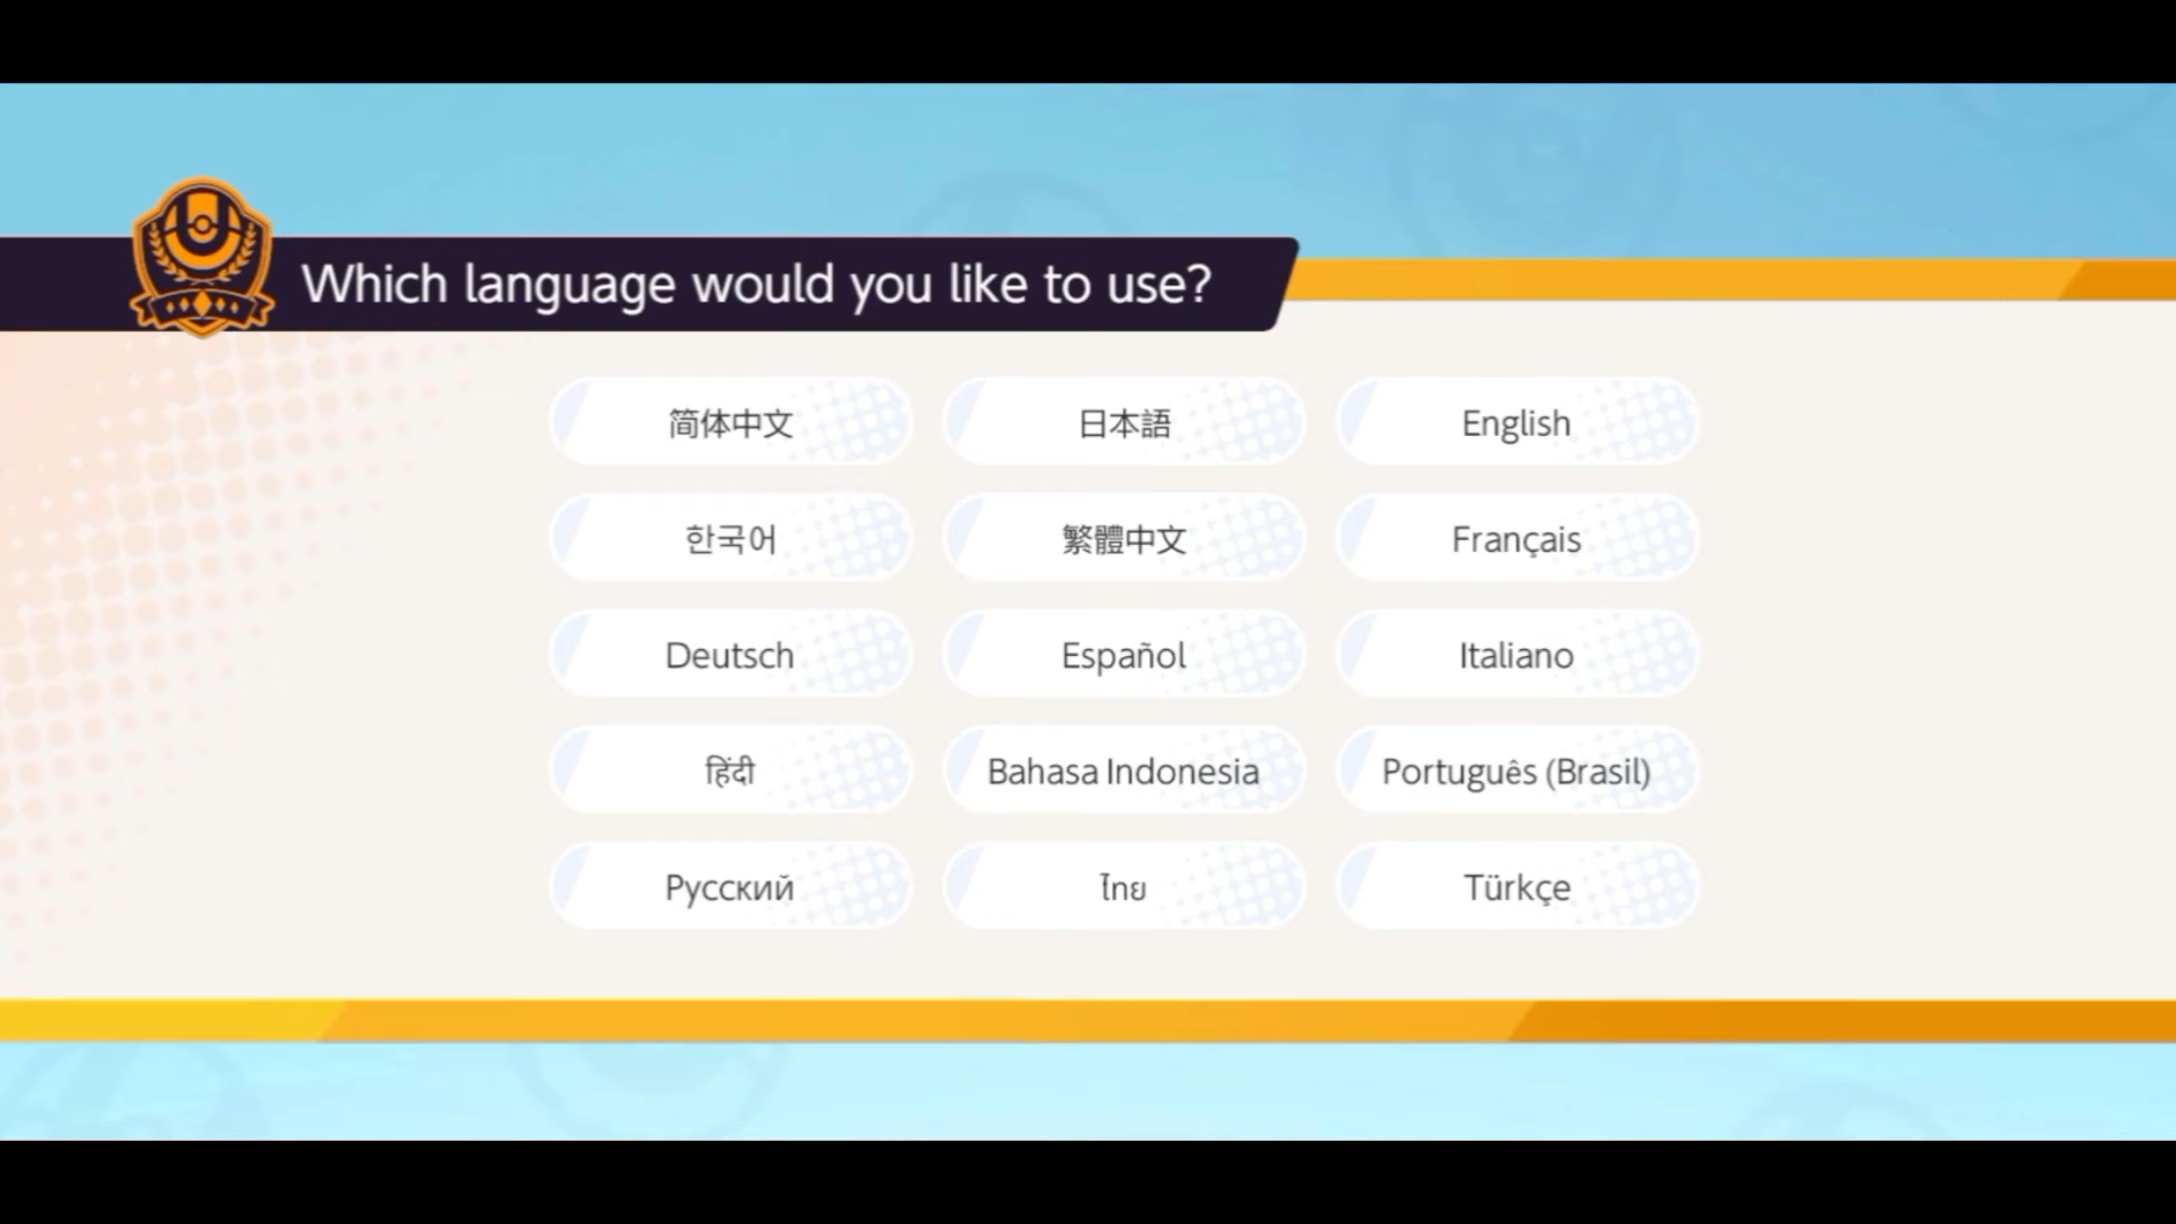 Which language would you like to use?
简体中文
日本語
English
한국어
繁體中文
Français
Deutsch
Español
Italiano
हिंदी
Bahasa Indonesia
Português (Brasil)
Русский
ไทย
Türkçe